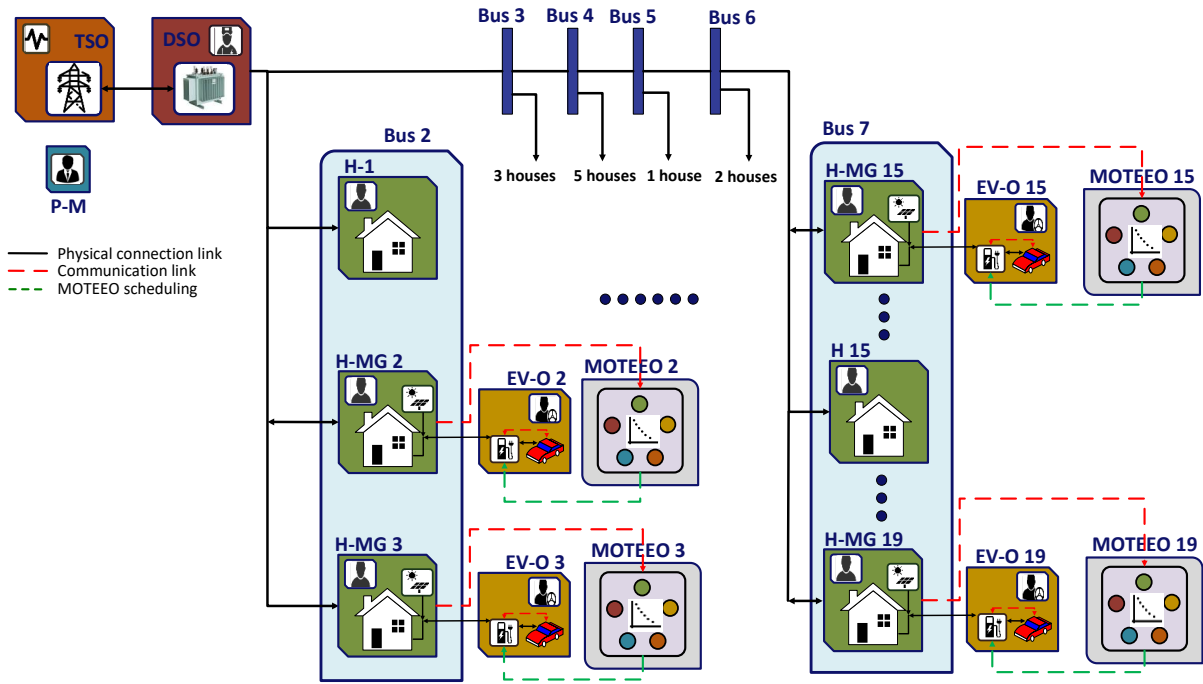 TSO
DSO
P-M
Physical connection link
Communication link
MOTEEO scheduling
Bus 3
Bus 4
Bus 5
Bus 6
3 houses
5 houses
1 house
2 houses
Bus 2
H-1
H-MG 2
EV-O 2
MOTEEO 2
H-MG 3
EV-O 3
MOTEEO 3
Bus 7
H-MG 15
EV-O 15
MOTEEO 15
H 15
H-MG 19
EV-O 19
MOTEEO 19